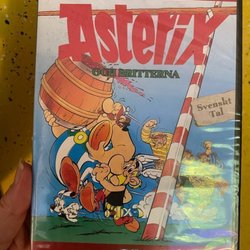 Asterix
OCH BRITTERNA
Svenskt
Tal